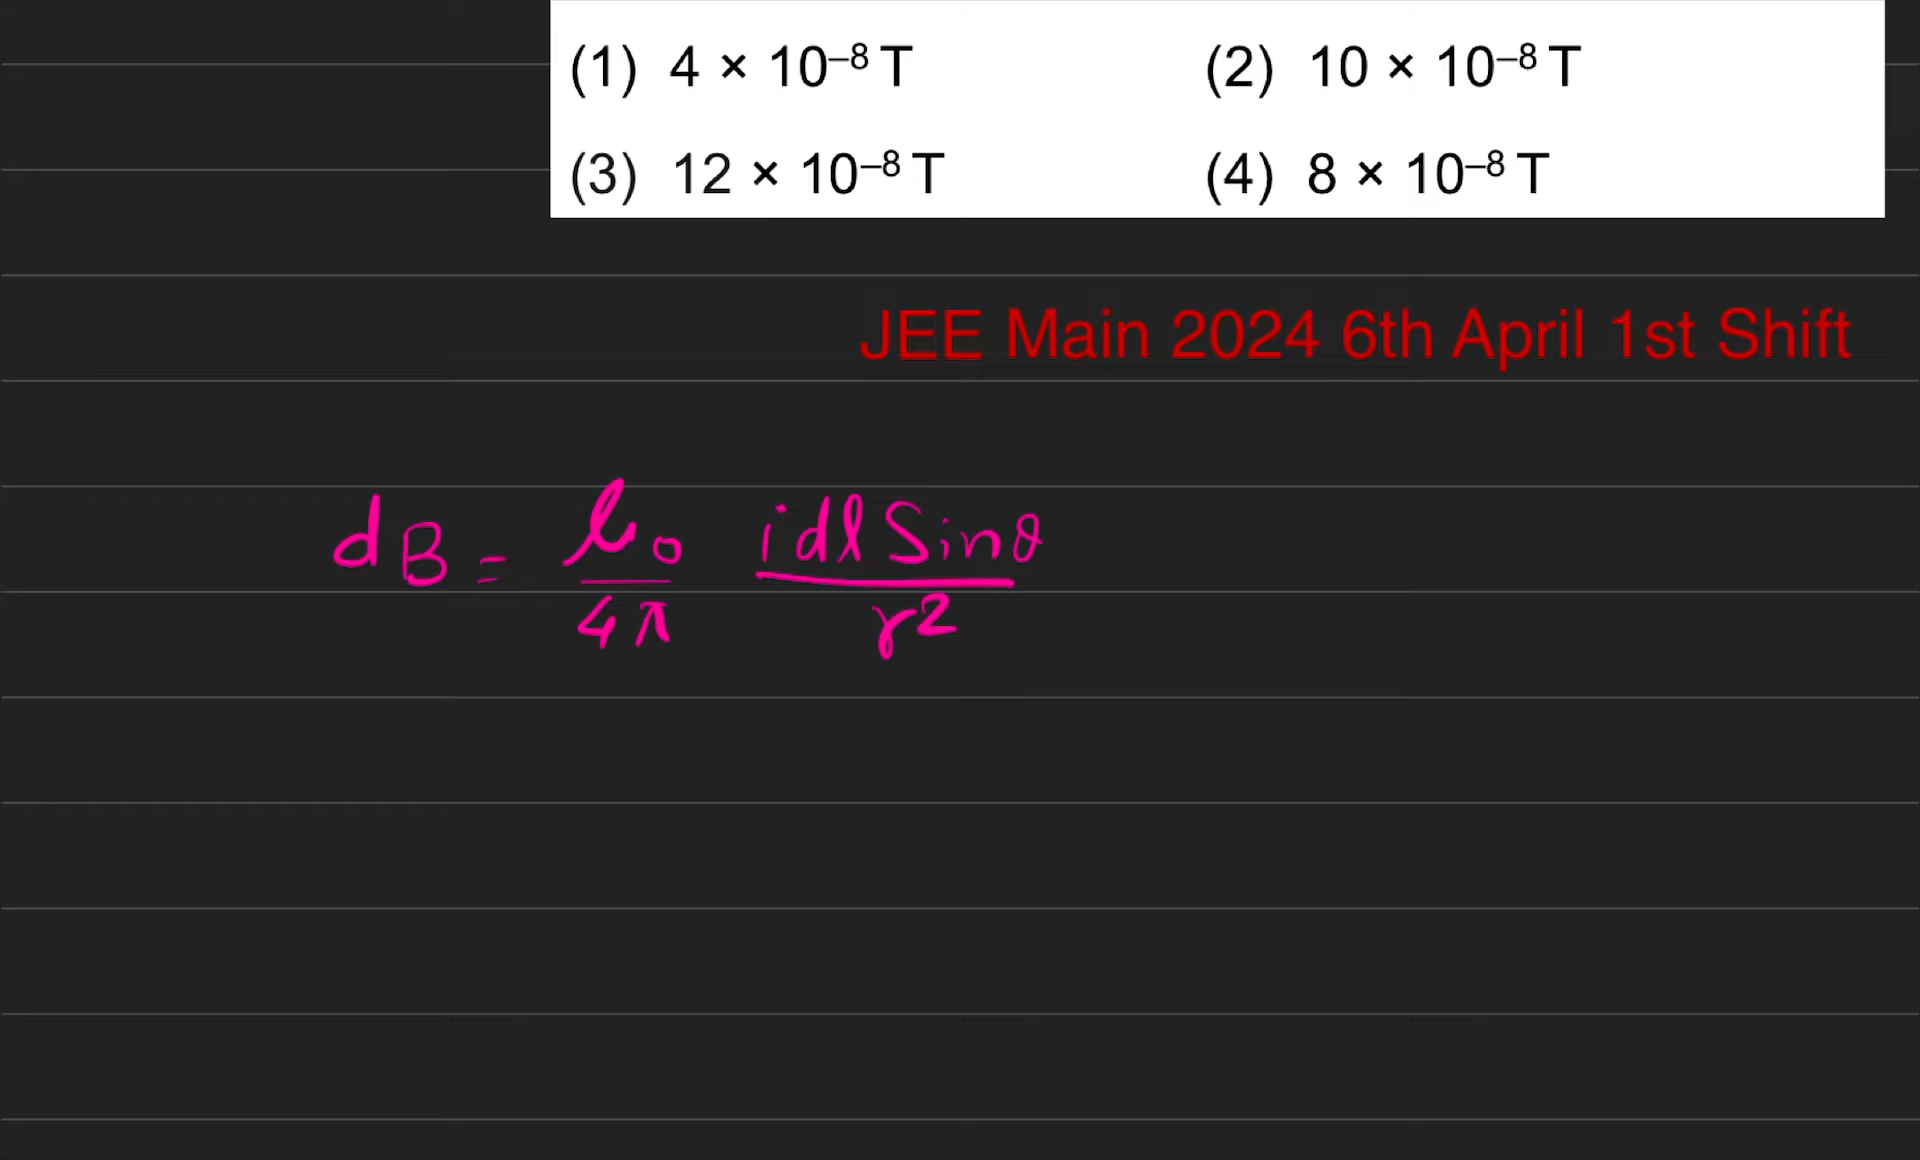 (1) 4 × 10⁻⁸ T (2) 10 × 10⁻⁸ T
(3) 12 × 10⁻⁸ T (4) 8 × 10⁻⁸ T
JEE Main 2024 6th April 1st Shift
dB = μ₀/4π idl Sinθ/r²